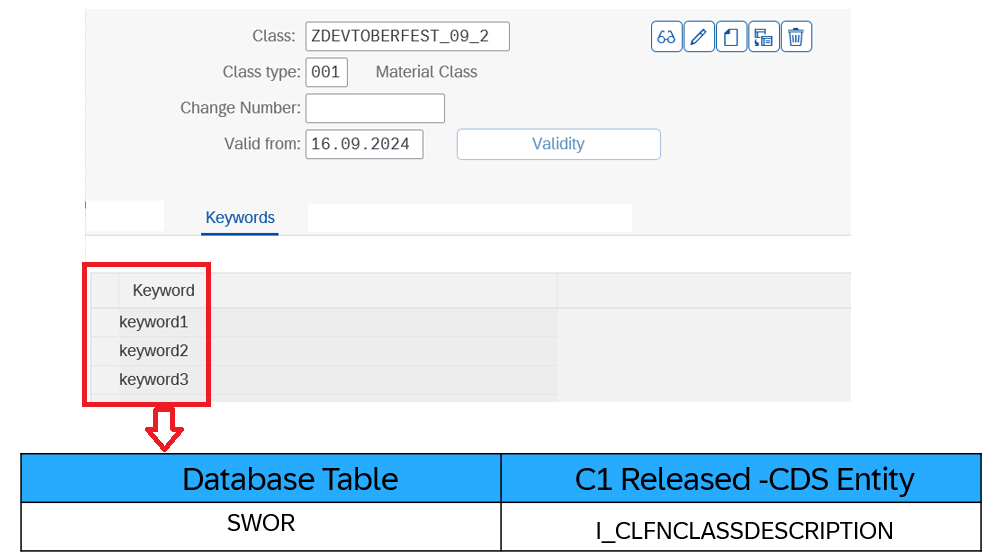 Class: ZDEVTOBERFEST_09_2
Class type: 001 Material Class
Change Number:
Valid from: 16.09.2024 Validity
Keywords
Keyword
keyword1
keyword2
keyword3
Database Table C1 Released -CDS Entity
SWOR I_CLFNCLASSDESCRIPTION